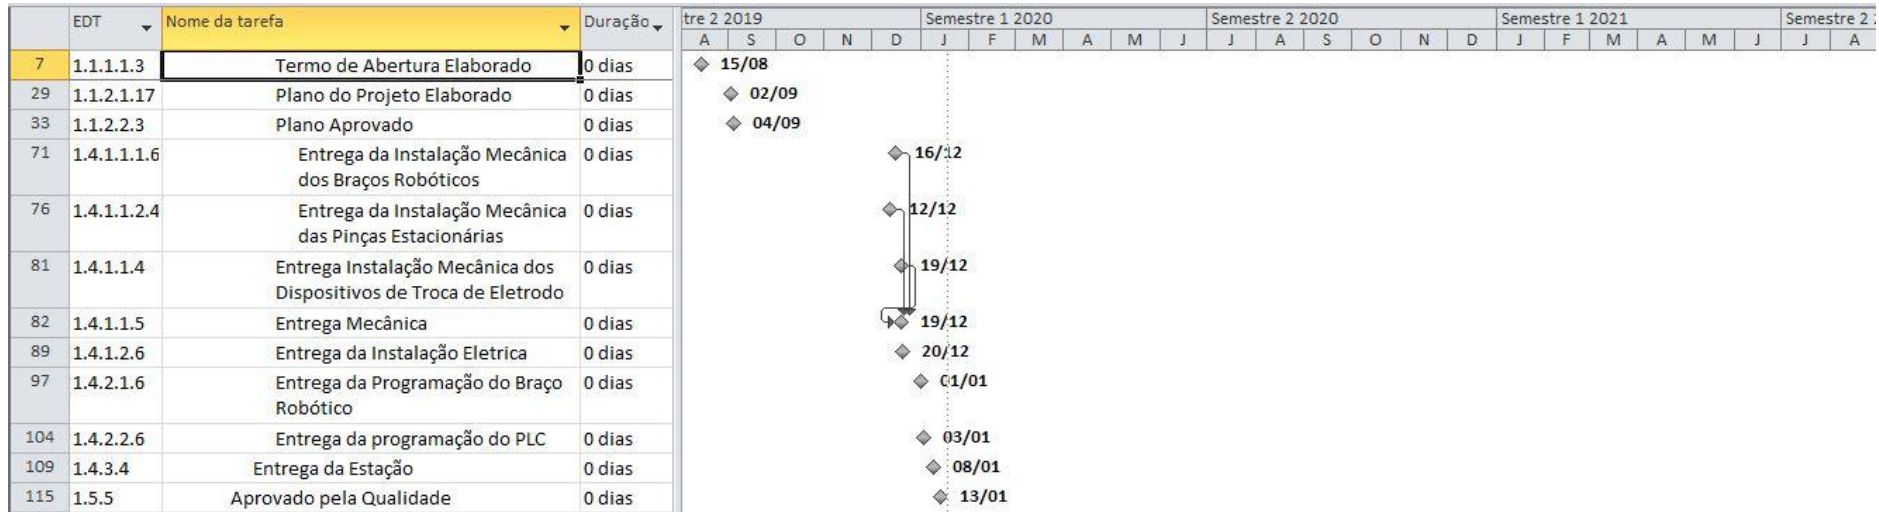 EDT Nome da tarefa Duração tre 2 2019 Semestre 1 2020 Semestre 2 2020 Semestre 1 2021 Semestre 2
A S O N D J F M A M J J A S O N D J F M A M J J A
7 1.1.1.1.3 Termo de Abertura Elaborado 0 dias 15/08
29 1.1.2.1.17 Plano do Projeto Elaborado 0 dias 02/09
33 1.1.2.2.3 Plano Aprovado 0 dias 04/09
71 1.4.1.1.1.6 Entrega da Instalação Mecânica 0 dias 16/12
dos Braços Robóticos
76 1.4.1.1.2.4 Entrega da Instalação Mecânica 0 dias 12/12
das Pinças Estacionárias
81 1.4.1.1.4 Entrega Instalação Mecânica dos 0 dias 19/12
Dispositivos de Troca de Eletrodo
82 1.4.1.1.5 Entrega Mecânica 0 dias 19/12
89 1.4.1.2.6 Entrega da Instalação Eletrica 0 dias 20/12
97 1.4.2.1.6 Entrega da Programação do Braço 0 dias 01/01
Robótico
104 1.4.2.2.6 Entrega da programação do PLC 0 dias 03/01
109 1.4.3.4 Entrega da Estação 0 dias 08/01
115 1.5.5 Aprovado pela Qualidade 0 dias 13/01